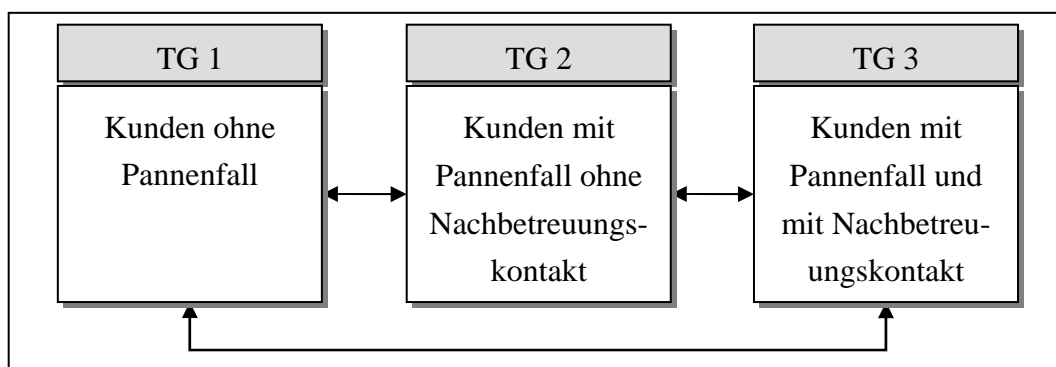 TG 1
Kunden ohne
Pannenfall
TG 2
Kunden mit
Pannenfall ohne
Nachbetreuungs-
kontakt
TG 3
Kunden mit
Pannenfall und
mit Nachbetreu-
ungskontakt